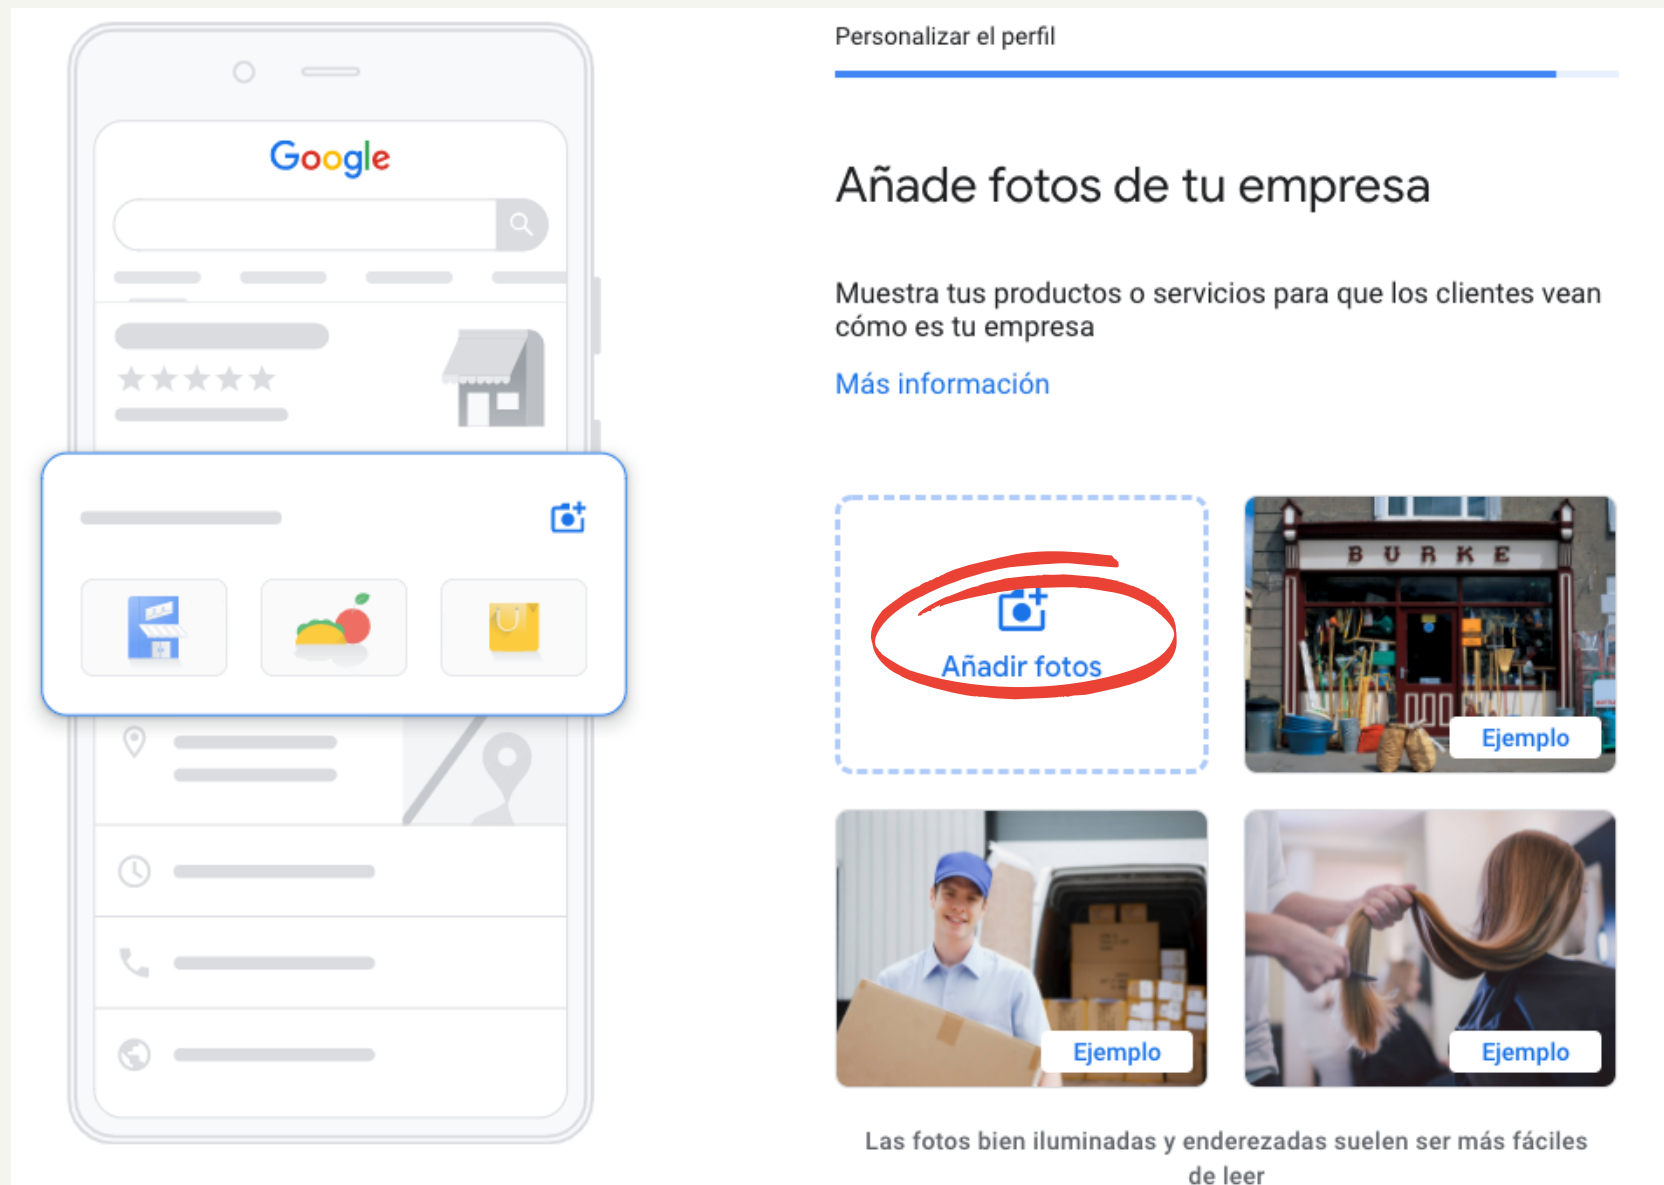 Google
Personalizar el perfil
Añade fotos de tu empresa
Muestra tus productos o servicios para que los clientes vean
cómo es tu empresa
Más información
Añadir fotos
BURKE
Ejemplo
Ejemplo
Ejemplo
Las fotos bien iluminadas y enderezadas suelen ser más fáciles
de leer